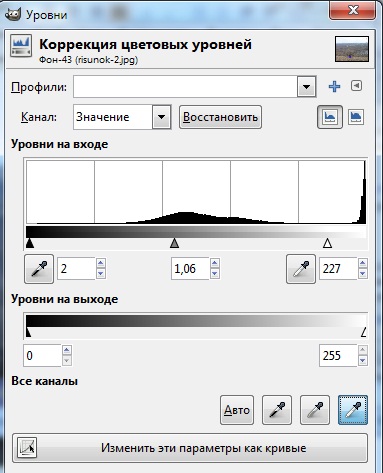 Уровни
Коррекция цветовых уровней
Фон-43 (risunok-2.jpg)
Профили:
Канал: Значение Восстановить
Уровни на входе
2 1,06 227
Уровни на выходе
0 255
Все каналы
Авто
Изменить эти параметры как кривые